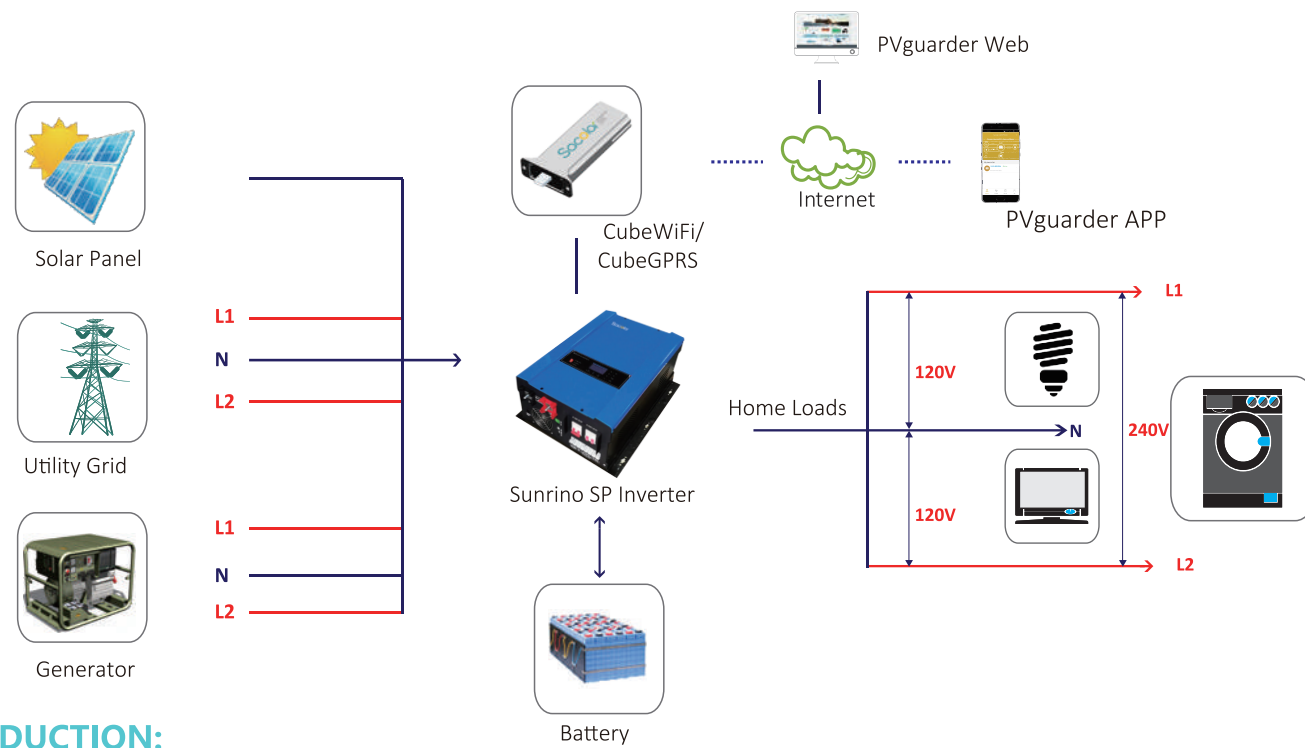 PVguarder Web
Socolar
Internet
PVguarder APP
CubeWiFi/
CubeGPRS
Solar Panel
L1
N
L2
Utility Grid
L1
N
L2
Generator
Sunrino SP Inverter
Battery
Home Loads
L1
120V
N
240V
120V
L2
DUCTION: